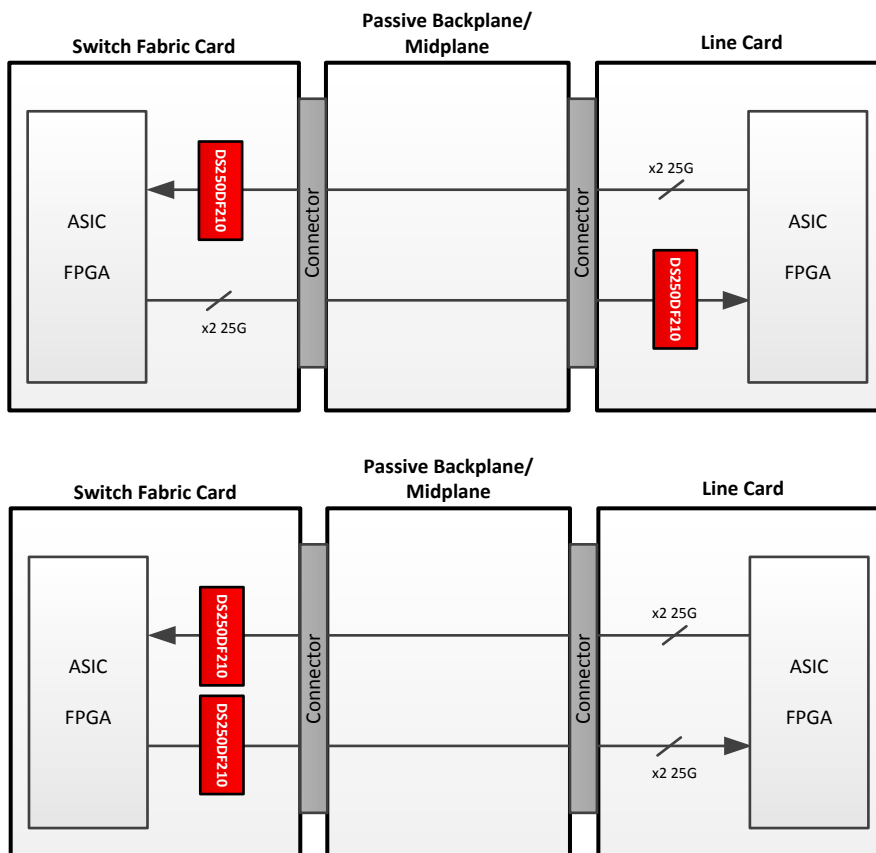 Passive Backplane/
Midplane
Switch Fabric Card
Line Card
DS250DF210
x2 25G
ASIC
FPGA
Connector
Connector
ASIC
FPGA
DS250DF210
x2 25G
Passive Backplane/
Midplane
Switch Fabric Card
Line Card
DS250DF210
x2 25G
ASIC
FPGA
Connector
Connector
ASIC
FPGA
DS250DF210
x2 25G